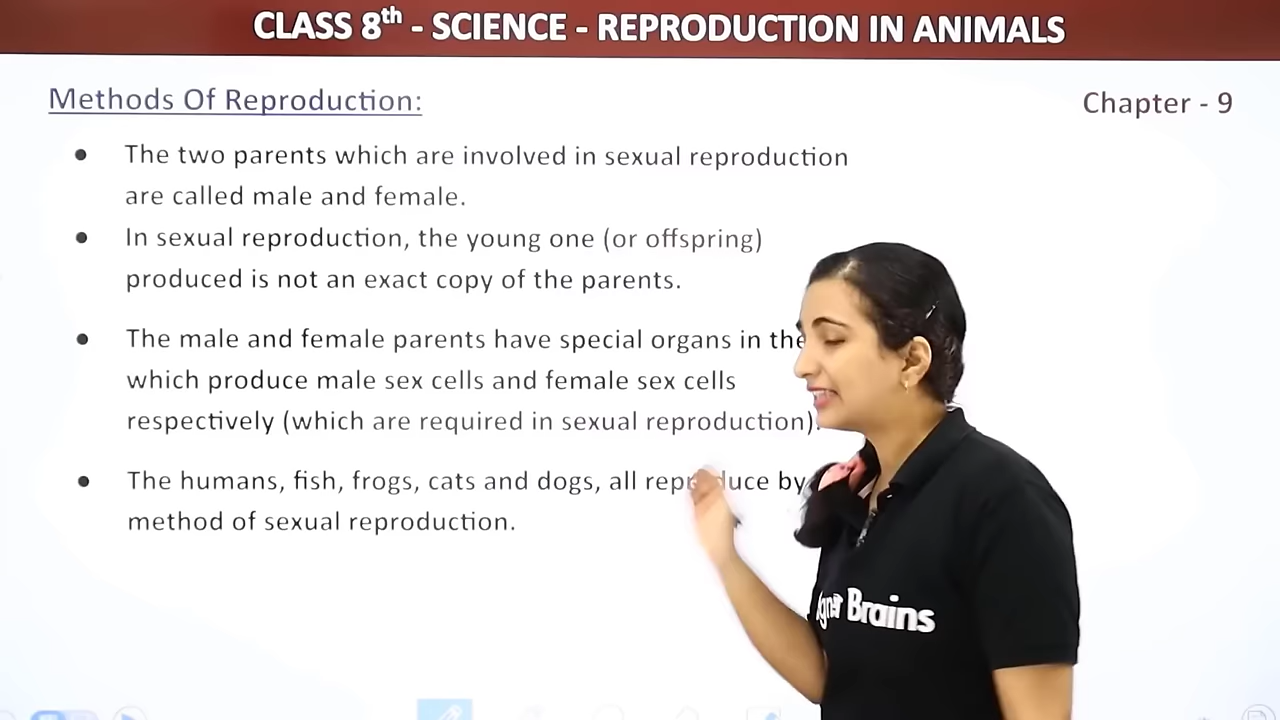 CLASS 8th - SCIENCE - REPRODUCTION IN ANIMALS
Methods Of Reproduction:
Chapter - 9
The two parents which are involved in sexual reproduction
are called male and female.
In sexual reproduction, the young one (or offspring)
produced is not an exact copy of the parents.
The male and female parents have special organs in
which produce male sex cells and female sex cells
respectively (which are required in sexual reproduction).
The humans, fish, frogs, cats and dogs, all reproduce by
method of sexual reproduction.
Brains